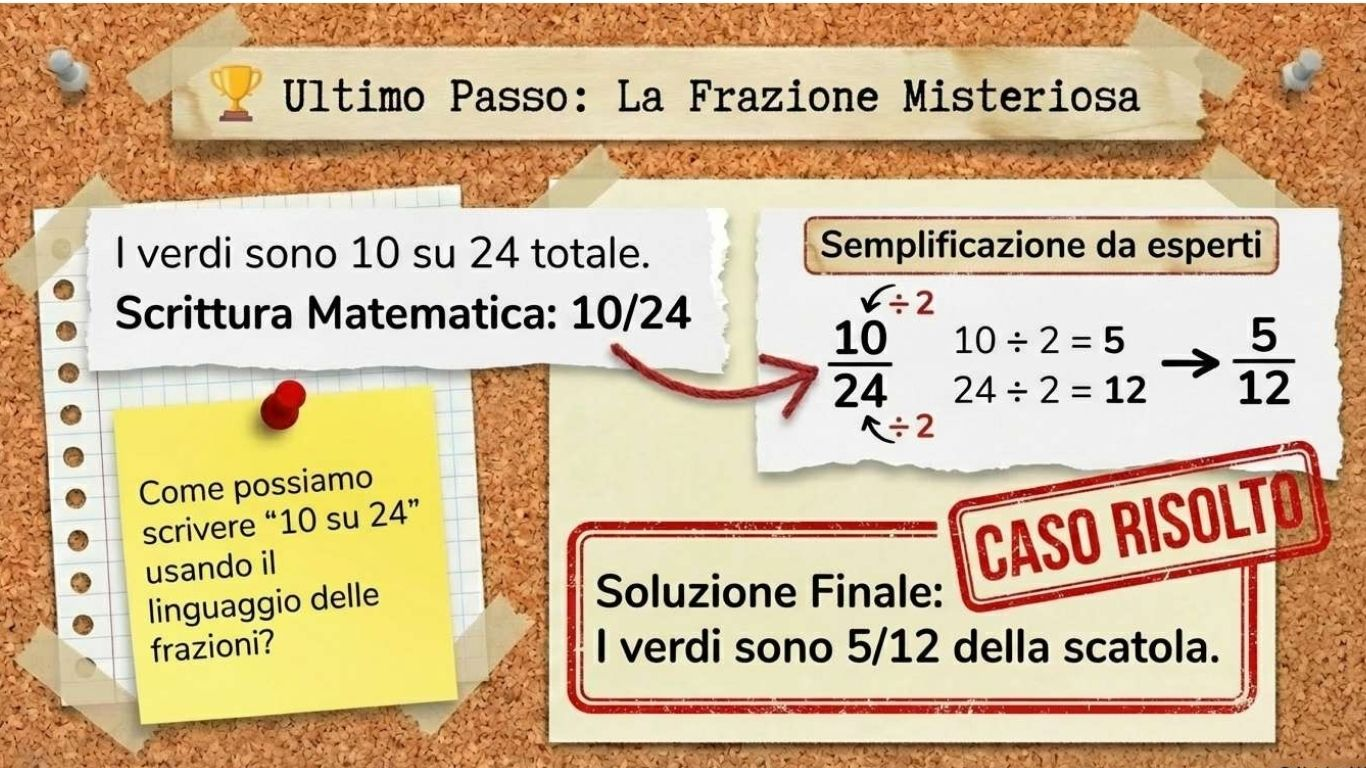 🏆 Ultimo Passo: La Frazione Misteriosa
I verdi sono 10 su 24 totale.
Scrittura Matematica: 10/24
Come possiamo
scrivere “10 su 24”
usando il
linguaggio delle
frazioni?
Semplificazione da esperti
÷ 2
10
24
÷ 2
10 ÷ 2 = 5
24 ÷ 2 = 12
→
5
12
CASO RISOLTO
Soluzione Finale:
I verdi sono 5/12 della scatola.